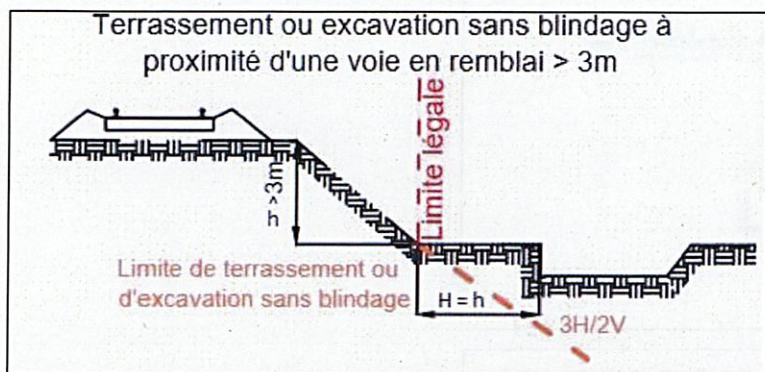 Terrassement ou excavation sans blindage à
proximité d'une voie en remblai > 3m
Limite légale
h >3m
Limite de terrassement ou
d'excavation sans blindage
H = h
3H/2V